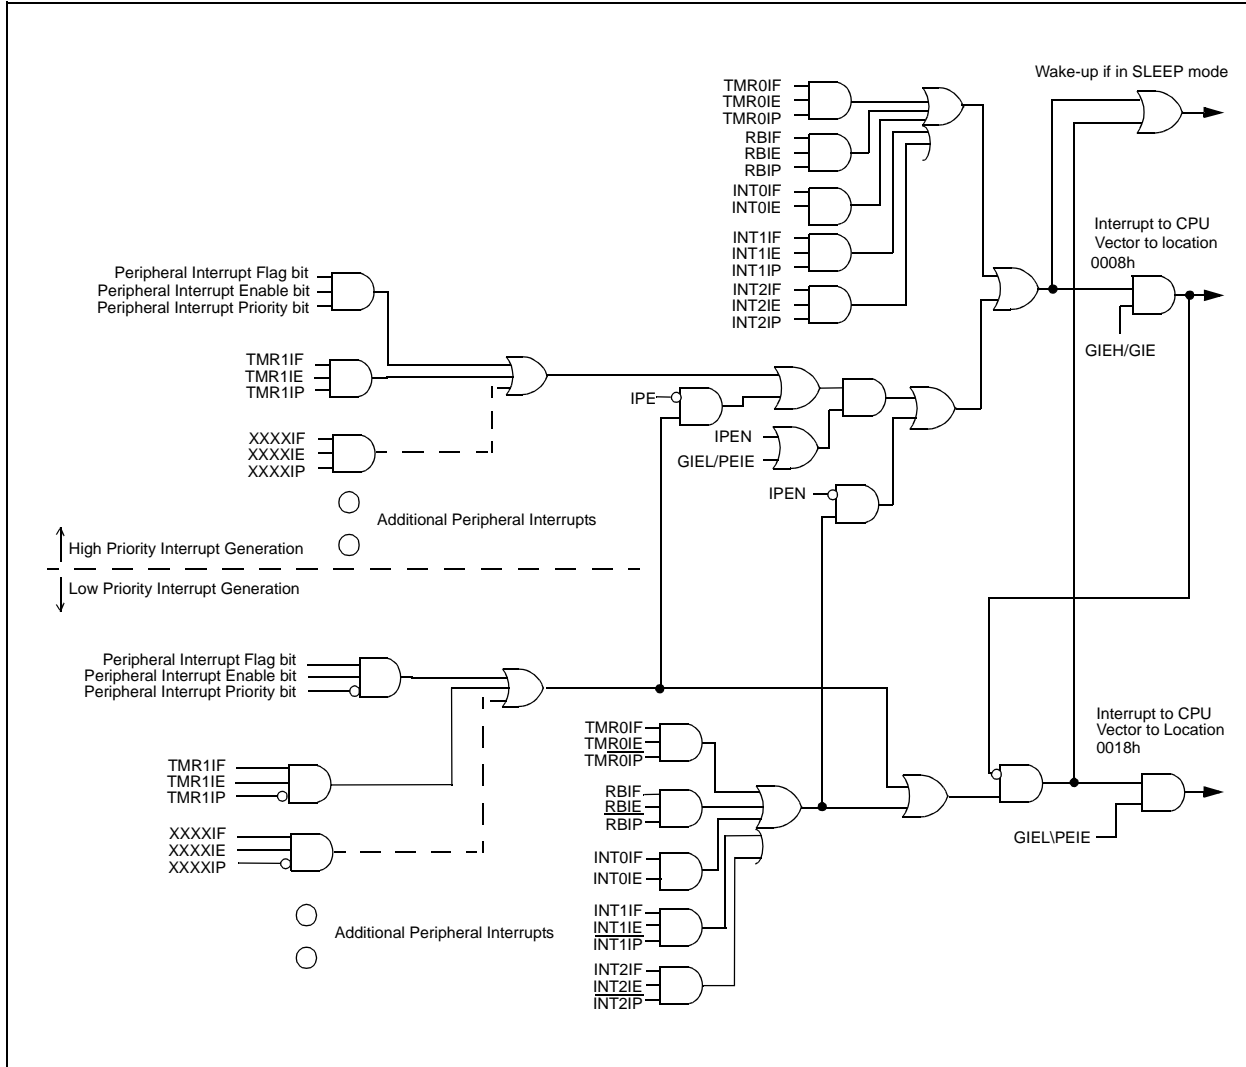 Wake-up if in SLEEP mode
TMR0IF
TMR0IE
TMR0IP
RBIF
RBIE
RBIP
INT0IF
INT0IE
INT1IF
INT1IE
INT1IP
INT2IF
INT2IE
INT2IP
Interrupt to CPU
Vector to location
0008h
GIEH/GIE
Peripheral Interrupt Flag bit
Peripheral Interrupt Enable bit
Peripheral Interrupt Priority bit
TMR1IF
TMR1IE
TMR1IP
XXXXIF
XXXXIE
XXXXIP
IPE
IPEN
GIEL/PEIE
IPEN
Additional Peripheral Interrupts
High Priority Interrupt Generation
Low Priority Interrupt Generation
Peripheral Interrupt Flag bit
Peripheral Interrupt Enable bit
Peripheral Interrupt Priority bit
TMR1IF
TMR1IE
TMR1IP
XXXXIF
XXXXIE
XXXXIP
Additional Peripheral Interrupts
TMR0IF
TMR0IE
TMR0IP
RBIF
RBIE
RBIP
INT0IF
INT0IE
INT1IF
INT1IE
INT1IP
INT2IF
INT2IE
INT2IP
Interrupt to CPU
Vector to Location
0018h
GIEL\PEIE